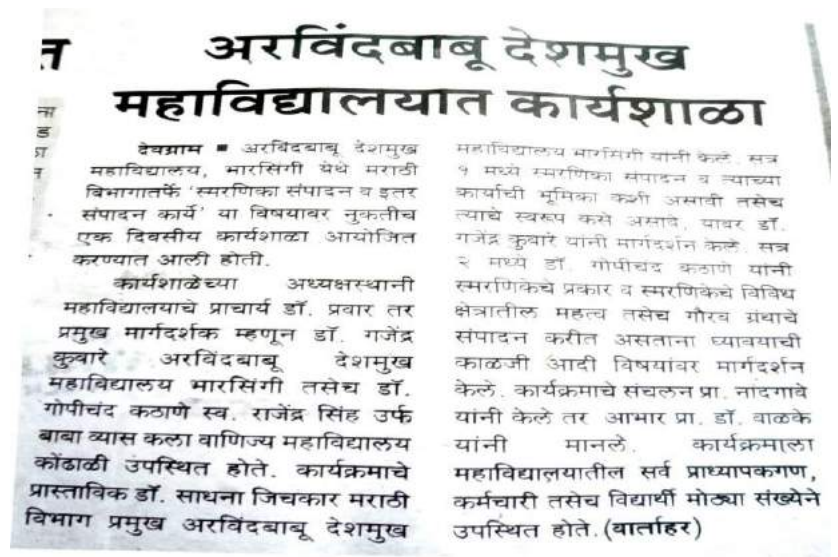 त
अरविंदबाबू देशमुख
महाविद्यालयात कार्यशाळा
देवग्राम ■ अरविंदबाबू देशमुख
महाविद्यालय, भारसिंगी येथे मराठी
विभागातर्फे 'स्मरणिका संपादन व इतर
संपादन कार्ये' या विषयावर नुकतीच
एक दिवसीय कार्यशाळा आयोजित
करण्यात आली होती.
कार्यशाळेच्या अध्यक्षस्थानी
महाविद्यालयाचे प्राचार्य डॉ. प्रवार तर
प्रमुख मार्गदर्शक म्हणून डॉ. गजेंद्र
कुवारे अरविंदबाबू देशमुख
महाविद्यालय भारसिंगी तसेच डॉ.
गोपीचंद कठाणे स्व. राजेंद्र सिंह उर्फ
बाबा व्यास कला वाणिज्य महाविद्यालय
कोंढाळी उपस्थित होते. कार्यक्रमाचे
प्रास्ताविक डॉ. साधना जिचकार मराठी
विभाग प्रमुख अरविंदबाबू देशमुख
महाविद्यालय भारसिंगी यांनी केले. सत्र
१ मध्ये स्मरणिका संपादन व त्याच्या
कार्याची भूमिका कशी असावी तसेच
त्याचे स्वरूप कसे असावे, यावर डॉ.
गजेंद्र कुवारे यांनी मार्गदर्शन केले. सत्र
२ मध्ये डॉ. गोपीचंद कठाणे यांनी
स्मरणिकेचे प्रकार व स्मरणिकेचे विविध
क्षेत्रातील महत्व तसेच गौरव ग्रंथाचे
संपादन करीत असताना घ्यावयाची
काळजी आदी विषयांवर मार्गदर्शन
केले. कार्यक्रमाचे संचलन प्रा. नांदगावे
यांनी केले तर आभार प्रा. डॉ. वाळके
यांनी मानले. कार्यक्रमाला
महाविद्यालयातील सर्व प्राध्यापकगण,
कर्मचारी तसेच विद्यार्थी मोठ्या संख्येने
उपस्थित होते. (वार्ताहर)